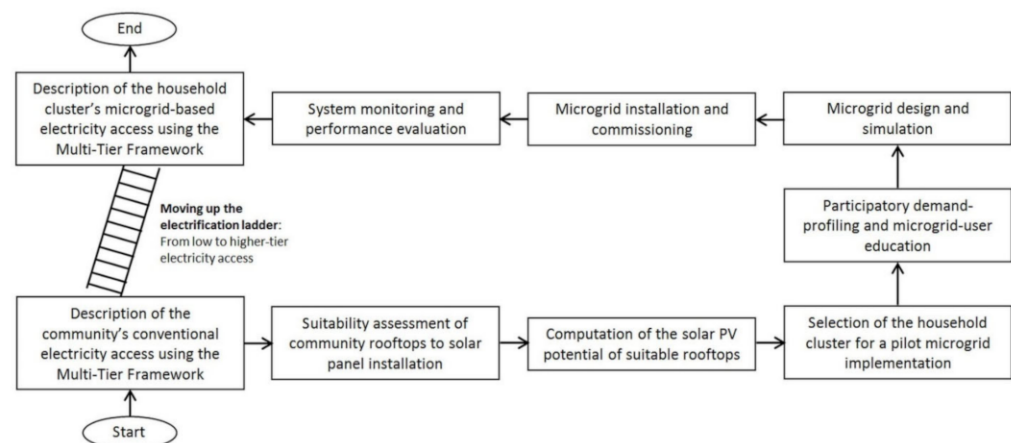 End
Description of the household
cluster's microgrid-based
electricity access using the
Multi-Tier Framework
System monitoring and
performance evaluation
Microgrid installation and
commissioning
Microgrid design and
simulation
Moving up the
electrification ladder:
From low to higher-tier
electricity access
Participatory demand-
profiling and microgrid-user
education
Description of the
community's conventional
electricity access using the
Multi-Tier Framework
Suitability assessment of
community rooftops to solar
panel installation
Computation of the solar PV
potential of suitable rooftops
Selection of the household
cluster for a pilot microgrid
implementation
Start